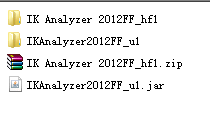 IK Analyzer 2012FF_hf1
IKAnalyzer2012FF_u1
IK Analyzer 2012FF_hf1.zip
IKAnalyzer2012FF_u1.jar